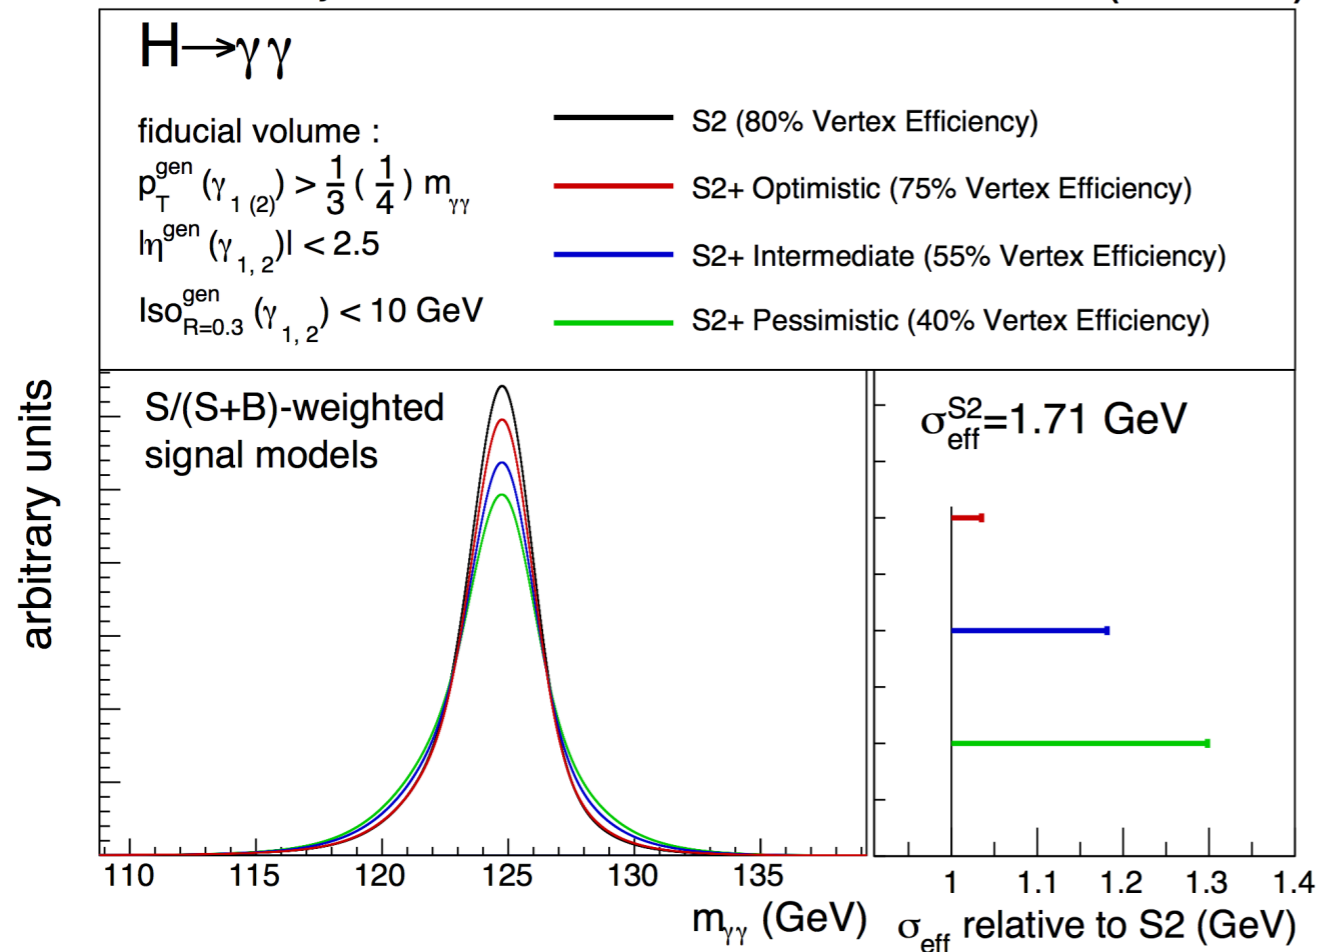 H→γγ
fiducial volume :
p_T^gen (γ_1 (2)) > 1/3 ( 1/4 ) m_γγ
|η^gen (γ_1, 2)| < 2.5
Iso^gen_R=0.3 (γ_1, 2) < 10 GeV
S2 (80% Vertex Efficiency)
S2+ Optimistic (75% Vertex Efficiency)
S2+ Intermediate (55% Vertex Efficiency)
S2+ Pessimistic (40% Vertex Efficiency)
arbitrary units
S/(S+B)-weighted
signal models
110 115 120 125 130 135
m_γγ (GeV)
σ_eff^S2=1.71 GeV
1 1.1 1.2 1.3 1.4
σ_eff relative to S2 (GeV)